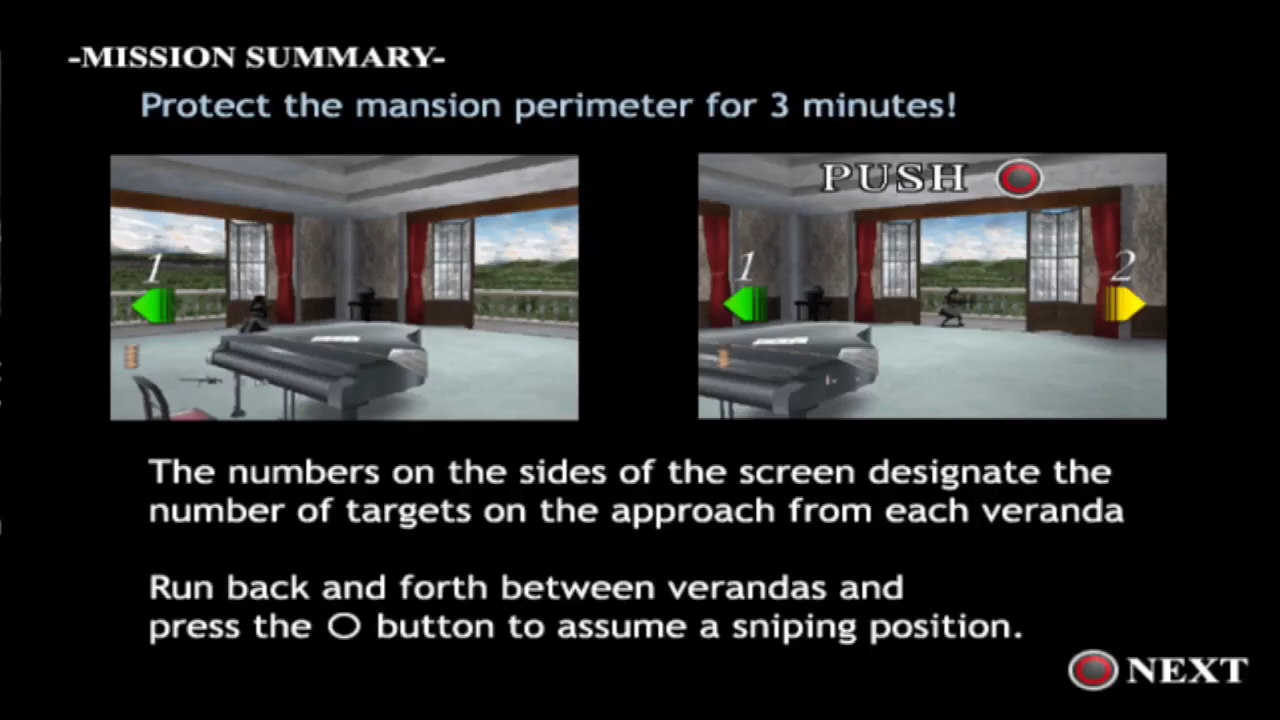 -MISSION SUMMARY-
Protect the mansion perimeter for 3 minutes!
PUSH
1
1
2
The numbers on the sides of the screen designate the
number of targets on the approach from each veranda
Run back and forth between verandas and
press the O button to assume a sniping position.
NEXT